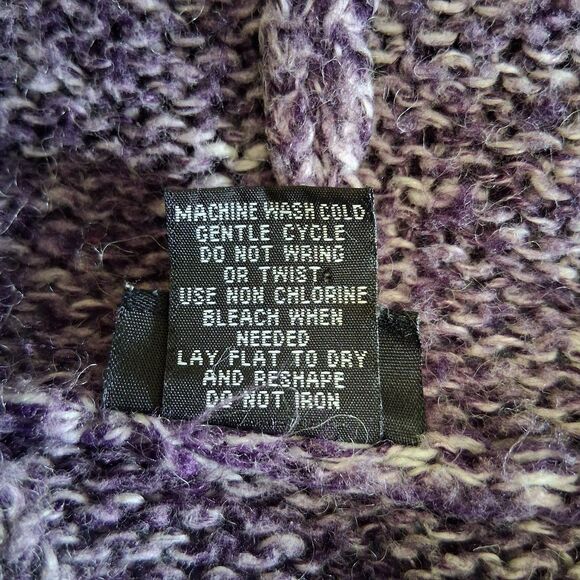 MACHINE WASH COLD
GENTLE CYCLE
DO NOT WRING
OR TWIST
USE NON CHLORINE
BLEACH WHEN
NEEDED
LAY FLAT TO DRY
AND RESHAPE
DO NOT IRON